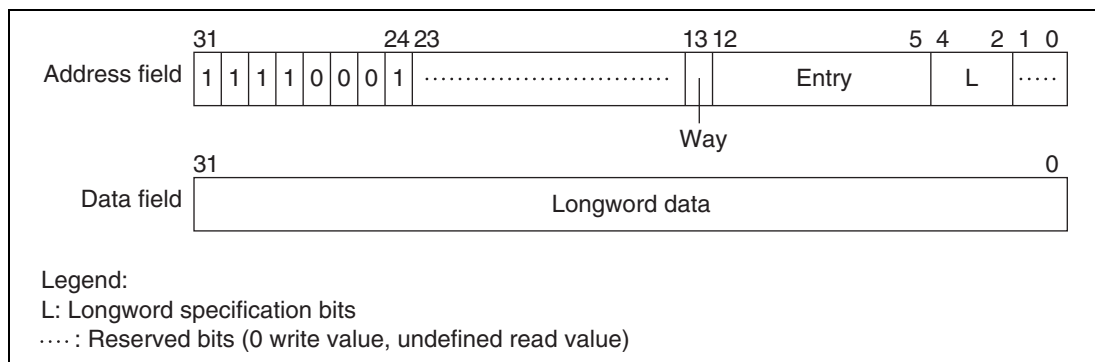 31 24 23 13 12 5 4 2 1 0
Address field 1 1 1 1 0 0 0 1 ............................. Entry L .....
Way
31 0
Data field Longword data
Legend:
L: Longword specification bits
.... : Reserved bits (0 write value, undefined read value)